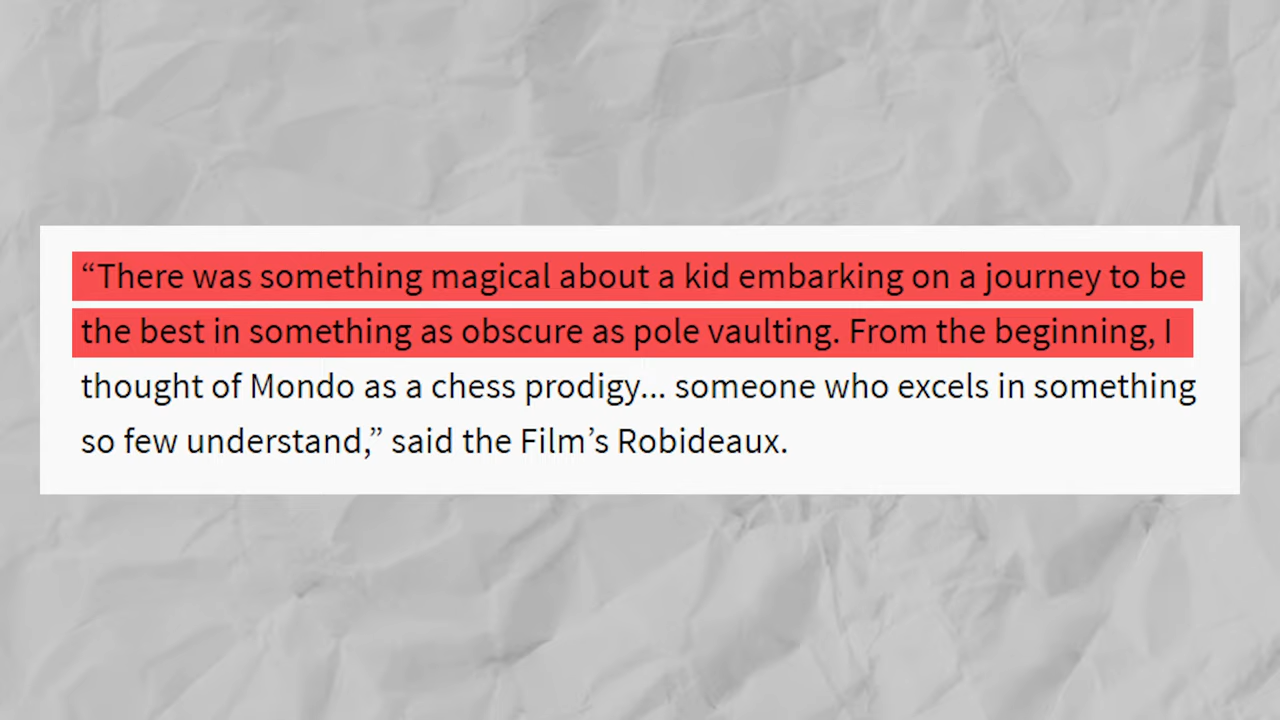 “There was something magical about a kid embarking on a journey to be
the best in something as obscure as pole vaulting. From the beginning, I
thought of Mondo as a chess prodigy... someone who excels in something
so few understand,” said the Film’s Robideaux.